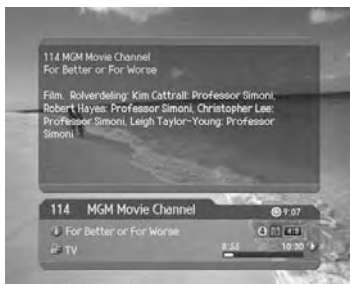 114 MGM Movie Channel
For Better or For Worse
Film. Rolverdeling: Kim Cattrall: Professor Simoni,
Robert Hayes: Professor Simoni, Christopher Lee:
Professor Simoni, Leigh Taylor-Young: Professor
Simoni
114 MGM Movie Channel 9:07
For Better or For Worse
TV 8:55 10:30